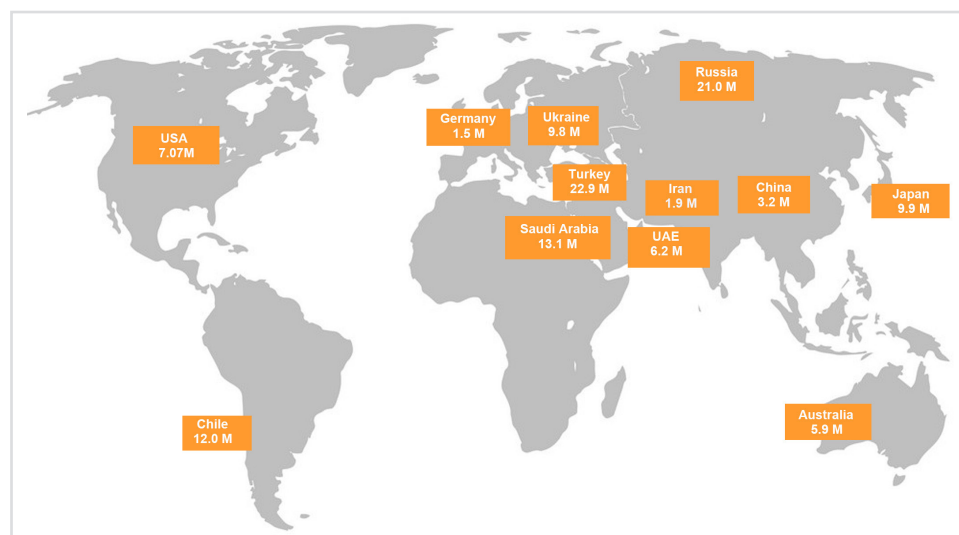 Russia
21.0 M
Germany
1.5 M
Ukraine
9.8 M
USA
7.07M
Turkey
22.9 M
Iran
1.9 M
China
3.2 M
Japan
9.9 M
Saudi Arabia
13.1 M
UAE
6.2 M
Chile
12.0 M
Australia
5.9 M